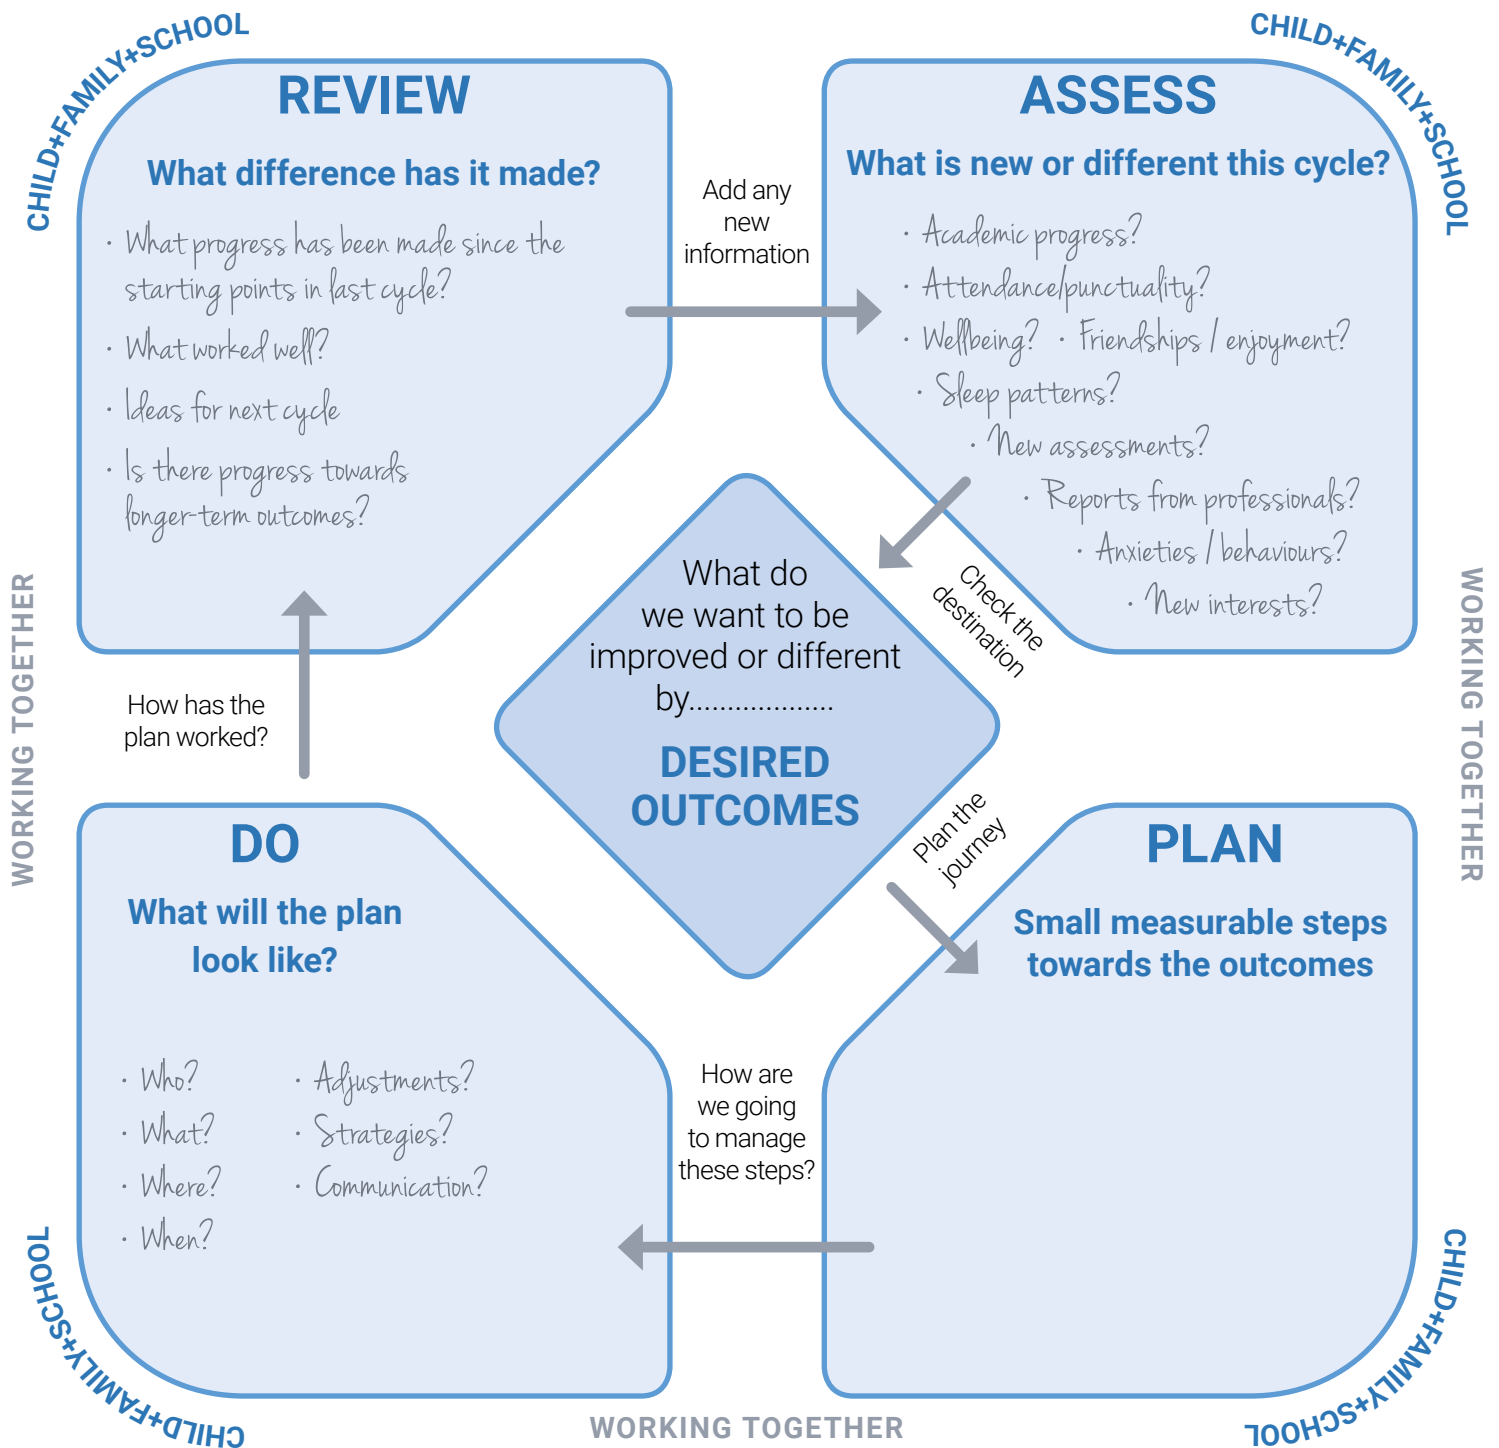 CHILD+FAMILY+SCHOOL
REVIEW
What difference has it made?
· What progress has been made since the
starting points in last cycle?
· What worked well?
· Ideas for next cycle
· Is there progress towards
longer-term outcomes?
Add any
new
information
CHILD+FAMILY+SCHOOL
ASSESS
What is new or different this cycle?
· Academic progress?
· Attendance/punctuality?
· Wellbeing? · Friendships / enjoyment?
· Sleep patterns?
· New assessments?
· Reports from professionals?
· Anxieties / behaviours?
· New interests?
Check the
destination
What do
we want to be
improved or different
by...................
DESIRED
OUTCOMES
WORKING TOGETHER
How has the
plan worked?
WORKING TOGETHER
Plan the
journey
PLAN
Small measurable steps
towards the outcomes
How are
we going
to manage
these steps?
DO
What will the plan
look like?
· Who?
· What?
· Where?
· When?
· Adjustments?
· Strategies?
· Communication?
CHILD+FAMILY+SCHOOL
WORKING TOGETHER
CHILD+FAMILY+SCHOOL